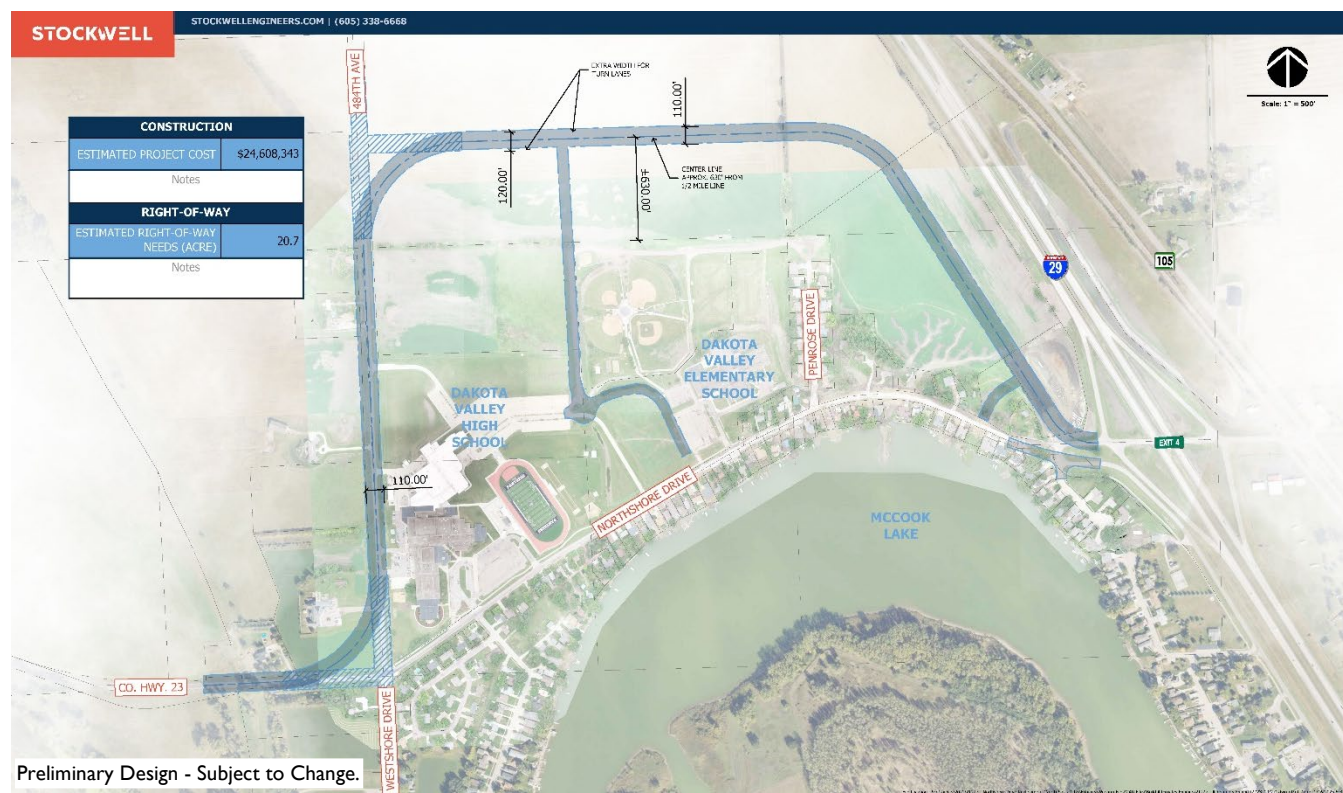 STOCKWELL
STOCKWELLENGINEERS.COM | (605) 338-6668
484TH AVE
EXTRA WIDTH FOR
TURN LANES
110.00'
Scale: 1" = 500'
CONSTRUCTION
ESTIMATED PROJECT COST $24,608,343
Notes
RIGHT-OF-WAY
ESTIMATED RIGHT-OF-WAY
NEEDS (ACRE) 20.7
Notes
120.00'
CENTER LINE
APPROX. 630' FROM
1/2 MILE LINE
±630.00'
29
105
PENROSE DRIVE
DAKOTA
VALLEY
ELEMENTARY
SCHOOL
DAKOTA
VALLEY
HIGH
SCHOOL
EXIT 4
110.00'
NORTHSHORE DRIVE
MCCOOK
LAKE
CO. HWY. 23
WESTSHORE DRIVE
Preliminary Design - Subject to Change.